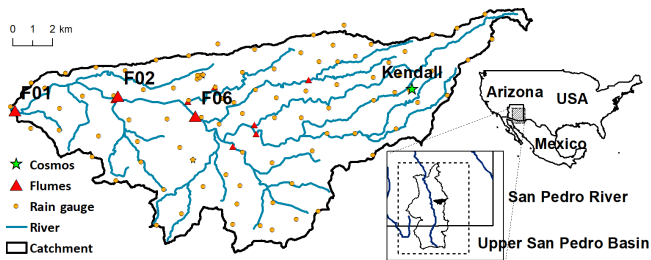 0 1 2 km
F01
F02
F06
Kendall
Arizona
USA
Mexico
Cosmos
Flumes
Rain gauge
River
Catchment
San Pedro River
Upper San Pedro Basin